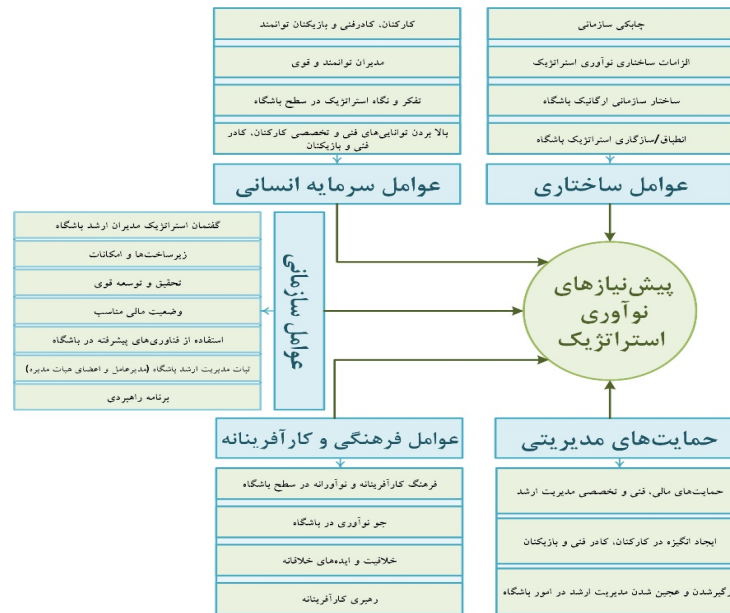 چابکی سازمانی
الزامات ساختاری نوآوری استراتژیک
ساختار سازمانی ارگانیک باشگاه
انطباق/سازگاری استراتژیک باشگاه
عوامل ساختاری
کارکنان، کادرفنی و بازیکنان توانمند
مدیران توانمند و قوی
تفکر و نگاه استراتژیک در سطح باشگاه
بالا بردن توانایی‌های فنی و تخصصی کارکنان، کادر
فنی و بازیکنان
عوامل سرمایه انسانی
پیش‌نیازهای
نوآوری
استراتژیک
عوامل سازمانی
گفتمان استراتژیک مدیران ارشد باشگاه
زیرساخت‌ها و امکانات
تحقیق و توسعه قوی
وضعیت مالی مناسب
استفاده از فناوری‌های پیشرفته در باشگاه
ثبات مدیریت ارشد باشگاه (مدیرعامل و اعضای هیات مدیره)
برنامه راهبردی
حمایت‌های مدیریتی
حمایت‌های مالی، فنی و تخصصی مدیریت ارشد
ایجاد انگیزه در کارکنان، کادر فنی و بازیکنان
رگیرشدن و عجین شدن مدیریت ارشد در امور باشگاه
عوامل فرهنگی و کارآفرینانه
فرهنگ کارآفرینانه و نوآورانه در سطح باشگاه
جو نوآوری در باشگاه
خلاقیت و ایده‌های خلاقانه
رهبری کارآفرینانه